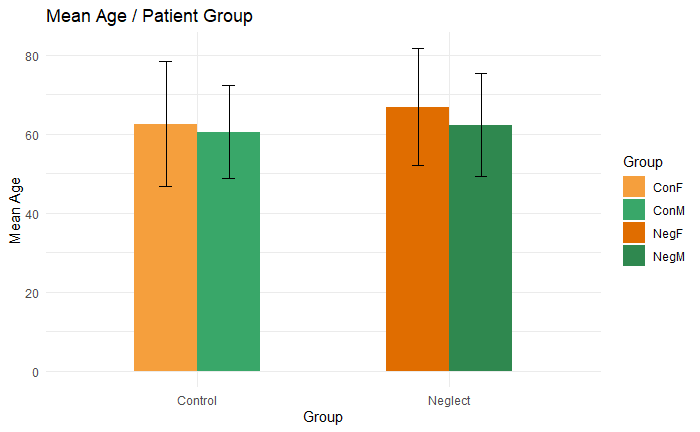 Mean Age / Patient Group
Mean Age
80
60
40
20
0
Control
Neglect
Group
Group
ConF
ConM
NegF
NegM